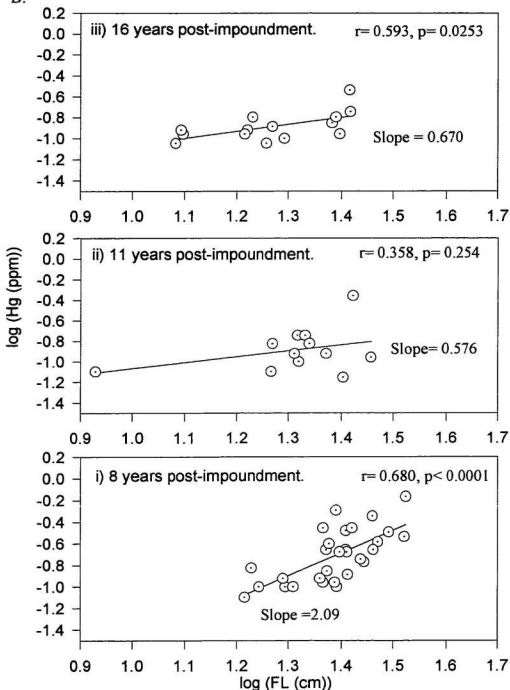 B.
0.2
iii) 16 years post-impoundment. r= 0.593, p= 0.0253
0.0
-0.2
-0.4
-0.6
-0.8
-1.0
Slope = 0.670
-1.2
-1.4
0.9 1.0 1.1 1.2 1.3 1.4 1.5 1.6 1.7
0.2
ii) 11 years post-impoundment. r= 0.358, p= 0.254
0.0
-0.2
-0.4
-0.6
-0.8
Slope= 0.576
-1.0
-1.2
-1.4
log (Hg (ppm))
0.9 1.0 1.1 1.2 1.3 1.4 1.5 1.6 1.7
0.2
i) 8 years post-impoundment. r= 0.680, p< 0.0001
0.0
-0.2
-0.4
-0.6
-0.8
-1.0
-1.2
Slope =2.09
-1.4
0.9 1.0 1.1 1.2 1.3 1.4 1.5 1.6 1.7
log (FL (cm))